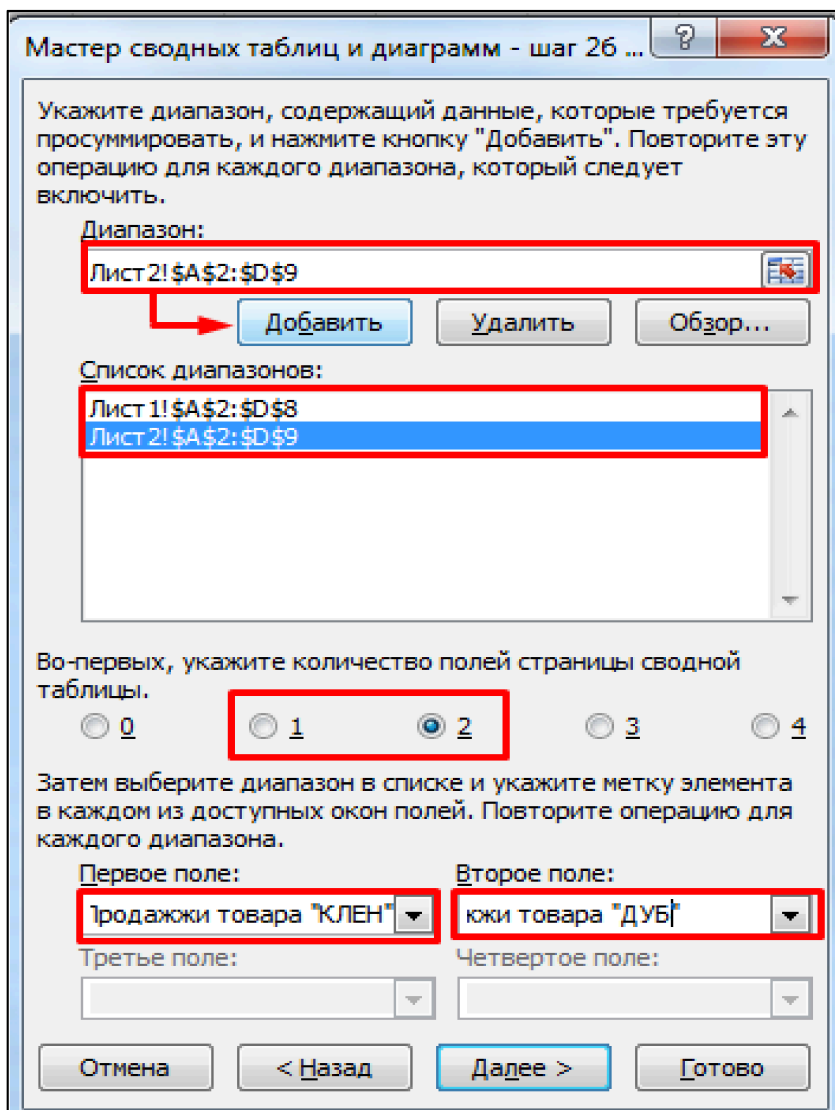 Мастер сводных таблиц и диаграмм - шаг 2б ...
Укажите диапазон, содержащий данные, которые требуется
просуммировать, и нажмите кнопку "Добавить". Повторите эту
операцию для каждого диапазона, который следует
включить.
Диапазон:
Лист2!$A$2:$D$9
Добавить Удалить Обзор...
Список диапазонов:
Лист1!$A$2:$D$8
Лист2!$A$2:$D$9
Во-первых, укажите количество полей страницы сводной
таблицы.
0 1 2 3 4
Затем выберите диапазон в списке и укажите метку элемента
в каждом из доступных окон полей. Повторите операцию для
каждого диапазона.
Первое поле: Второе поле:
Продажжи товара "КЛЕН" жжи товара "ДУБ"
Третье поле: Четвертое поле:
Отмена < Назад Далее > Готово